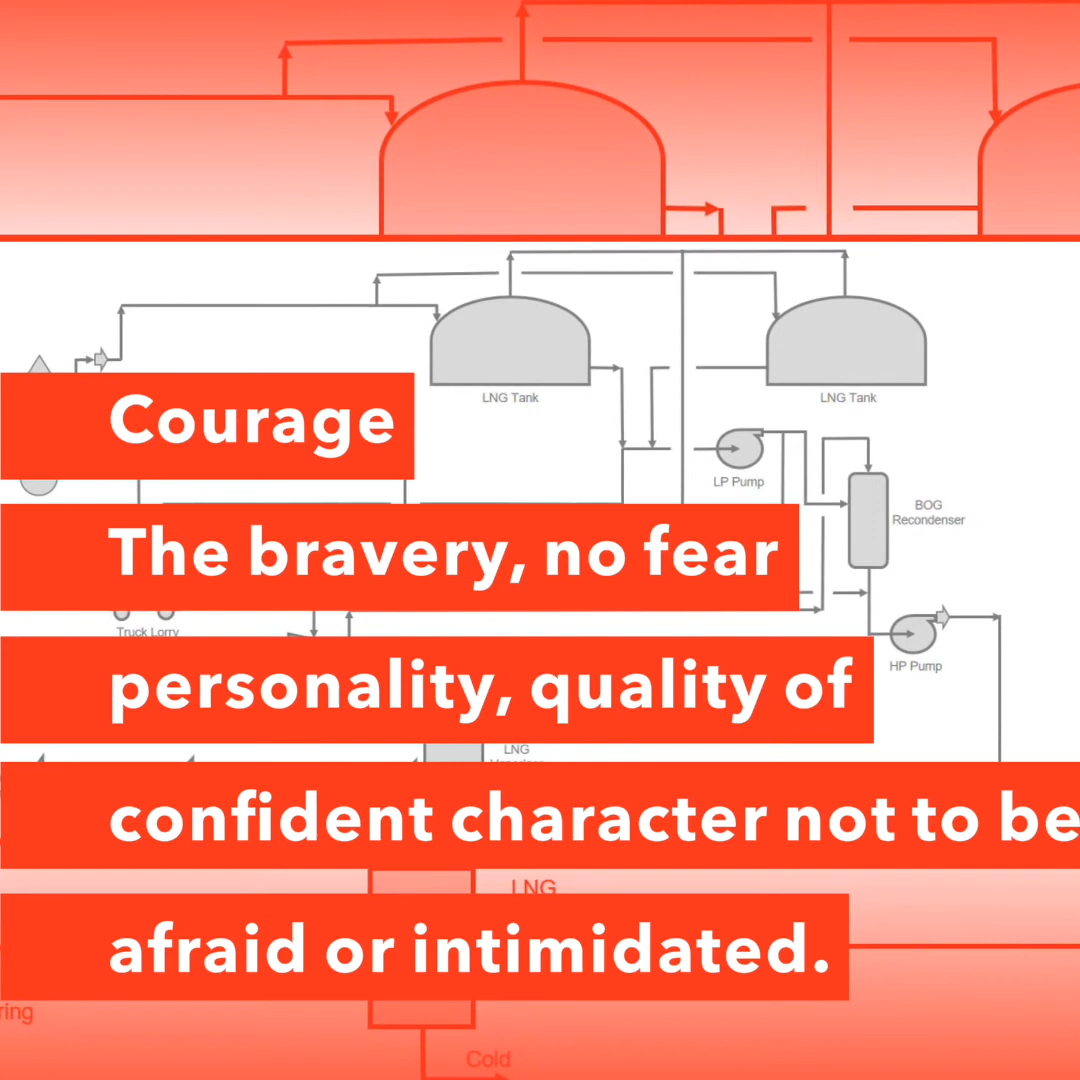 LNG Tank
LNG Tank
Courage
LP Pump
BOG
Recondenser
The bravery, no fear
Truck Lorry
HP Pump
personality, quality of
LNG
confident character not to be
LNG
afraid or intimidated.
Cold